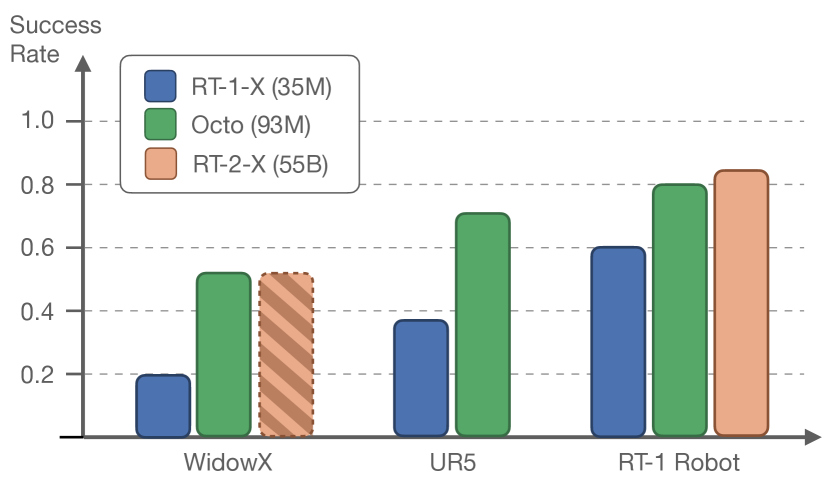 Success
Rate
RT-1-X (35M)
Octo (93M)
RT-2-X (55B)
1.0
0.8
0.6
0.4
0.2
WidowX
UR5
RT-1 Robot